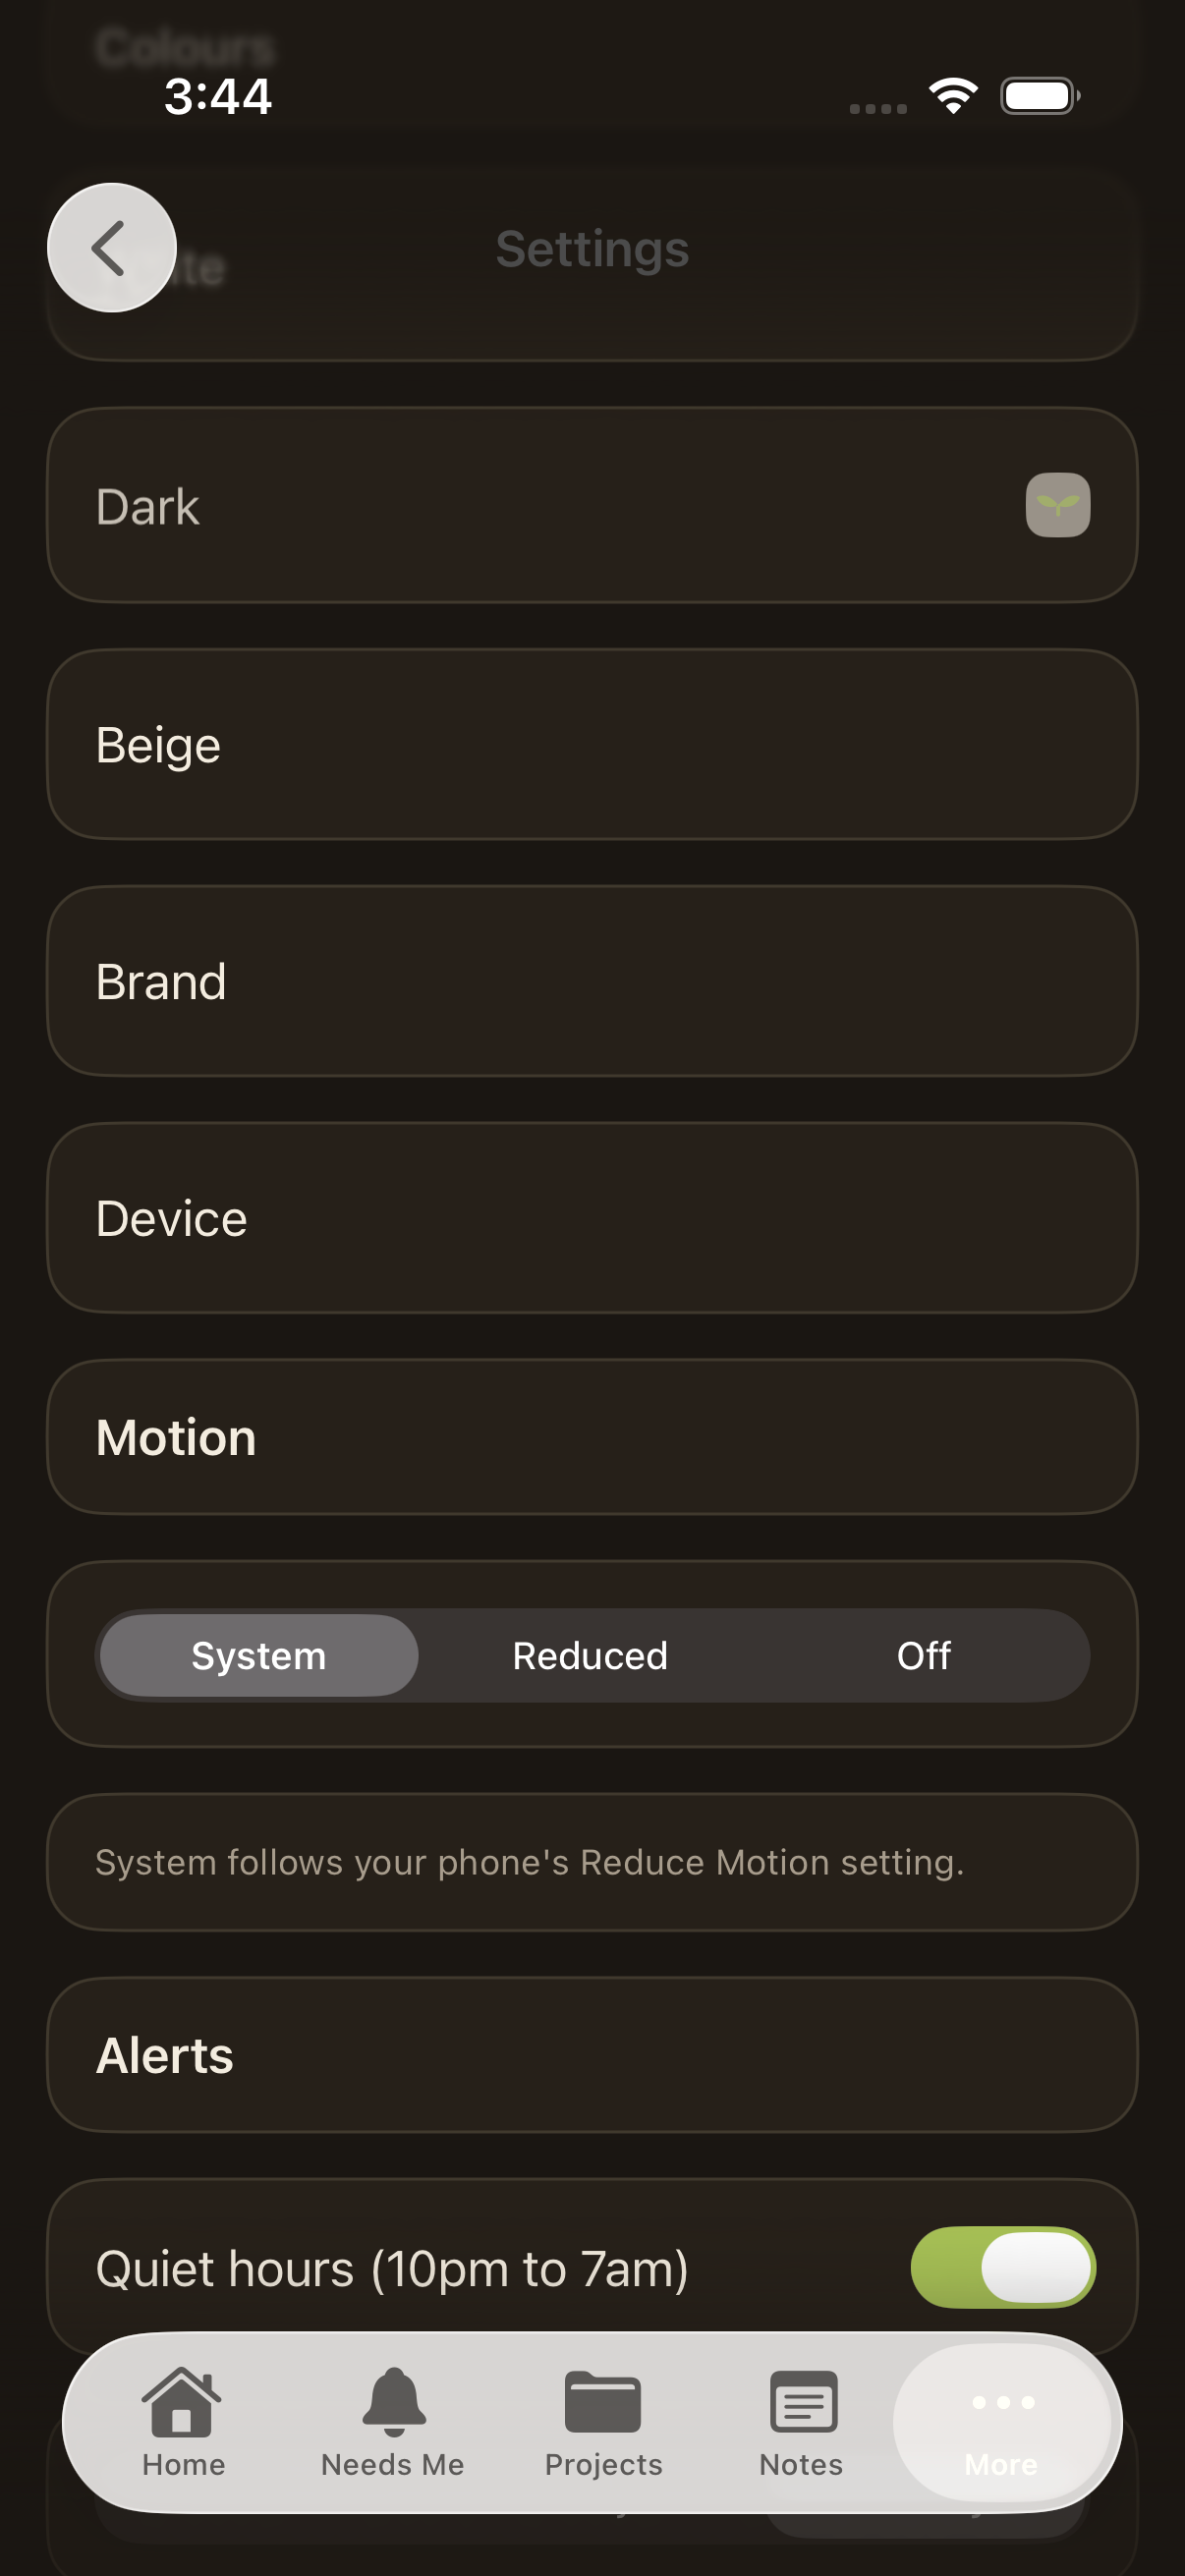 Colours
3:44
Settings
Dark
Beige
Brand
Device
Motion
System Reduced Off
System follows your phone's Reduce Motion setting.
Alerts
Quiet hours (10pm to 7am)
Home Needs Me Projects Notes More